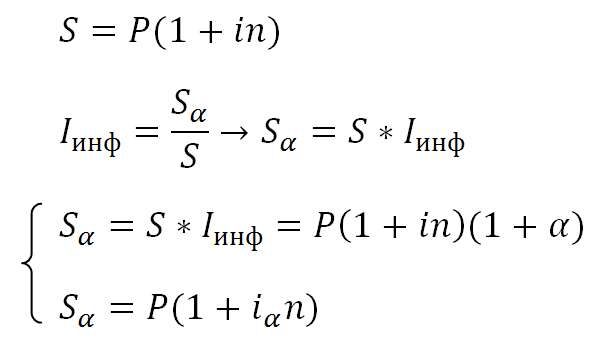 S = P(1 + in)
I_инф = S_α / S → S_α = S * I_инф
S_α = S * I_инф = P(1 + in)(1 + α)
S_α = P(1 + i_α n)